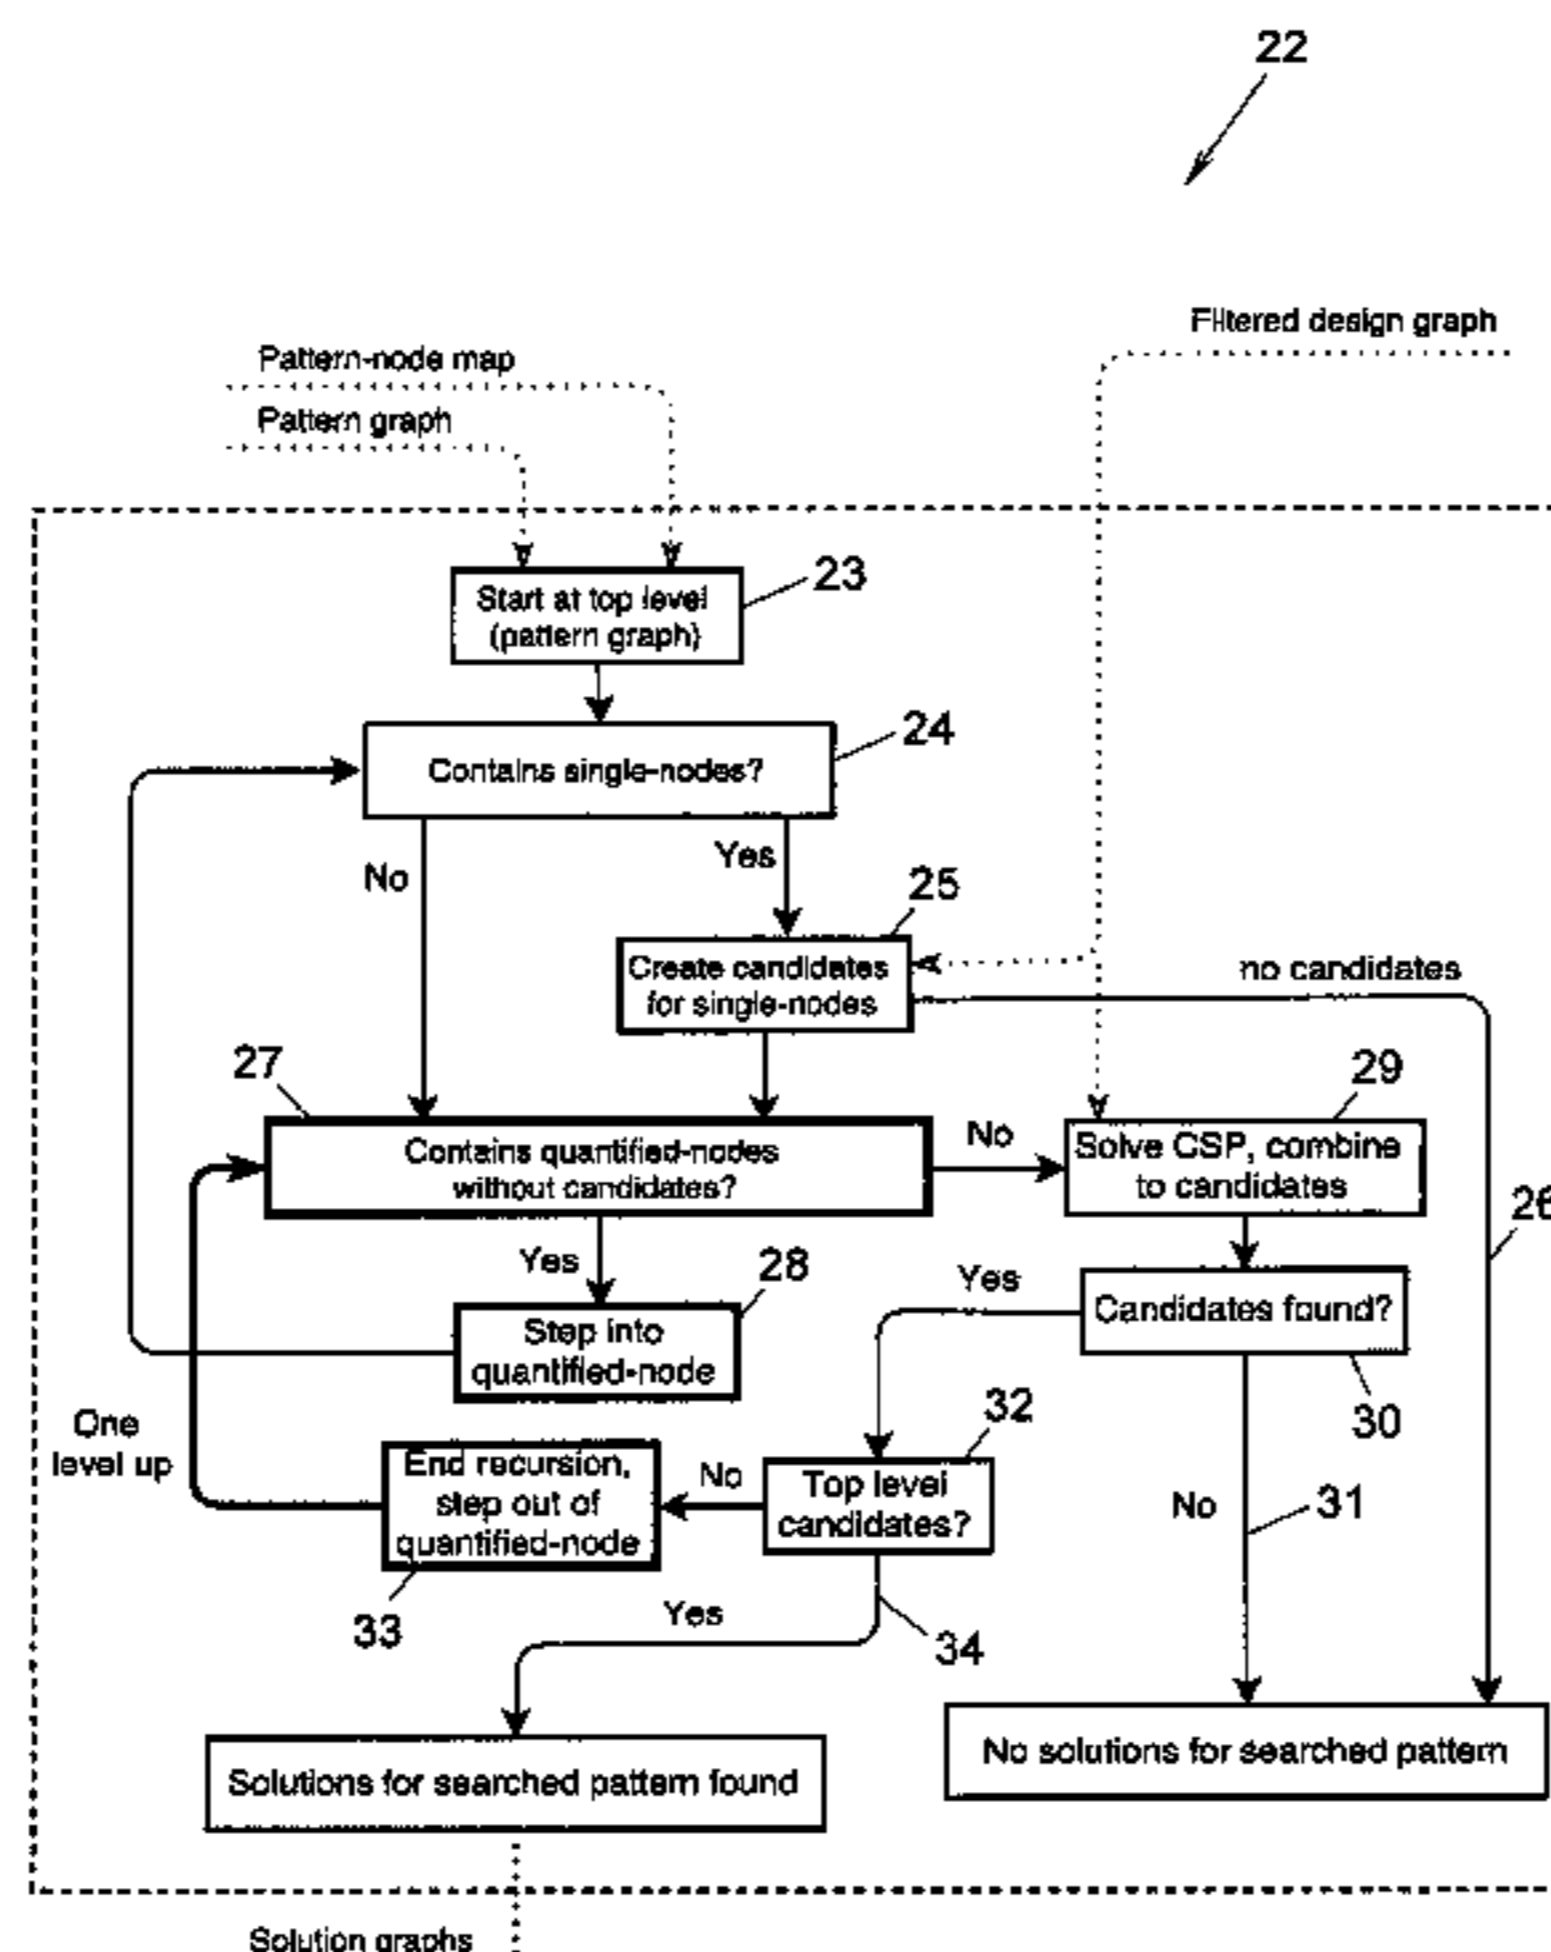 22
Filtered design graph
Pattern-node map
Pattern graph
23
Start at top level
(pattern graph)
24
Contains single-nodes?
No
Yes
25
Create candidates
for single-nodes
no candidates
27
29
Contains quantified-nodes
without candidates?
No
Solve CSP, combine
to candidates
26
Yes
28
Yes
Candidates found?
Step into
quantified-node
30
One
level up
32
End recursion,
step out of
quantified-node
No
Top level
candidates?
No
31
33
Yes
34
Solutions for searched pattern found
No solutions for searched pattern
Solution graphs